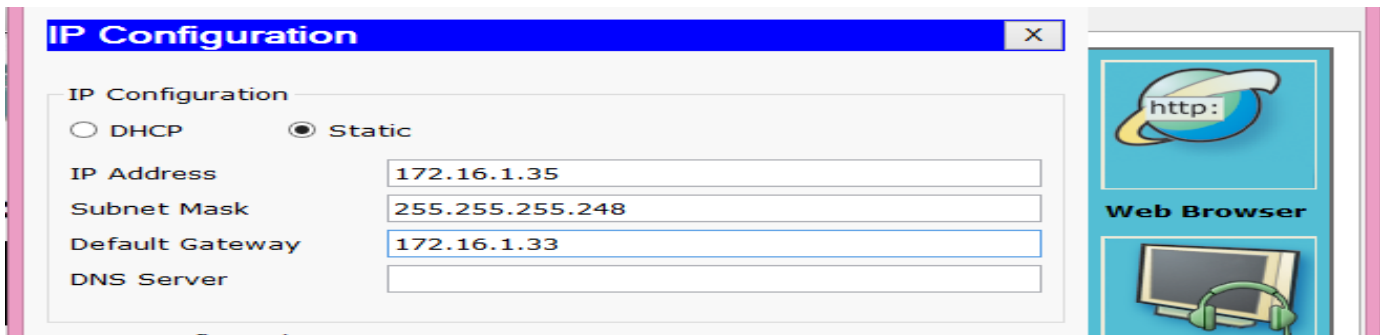 IP Configuration
X
IP Configuration
DHCP
Static
IP Address
172.16.1.35
Subnet Mask
255.255.255.248
Default Gateway
172.16.1.33
DNS Server
http:
Web Browser